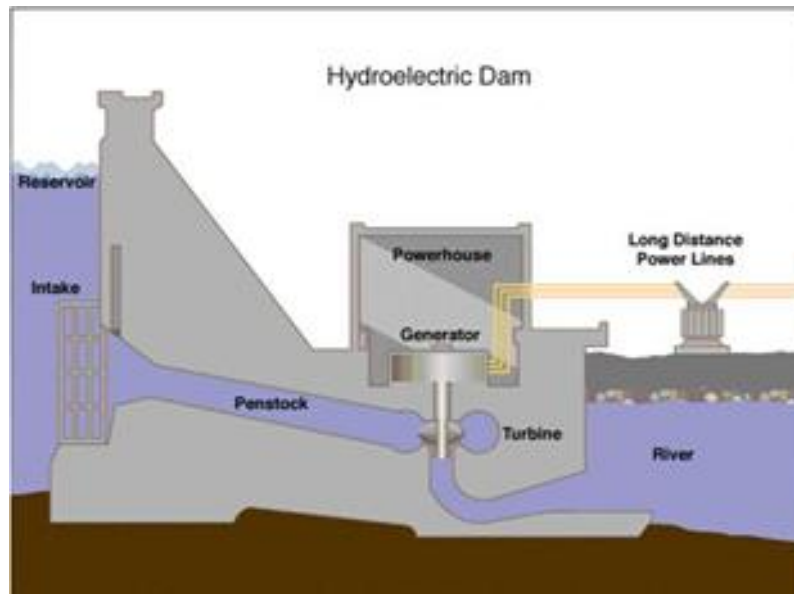 Hydroelectric Dam
Reservoir
Intake
Powerhouse
Long Distance
Power Lines
Generator
Penstock
Turbine
River